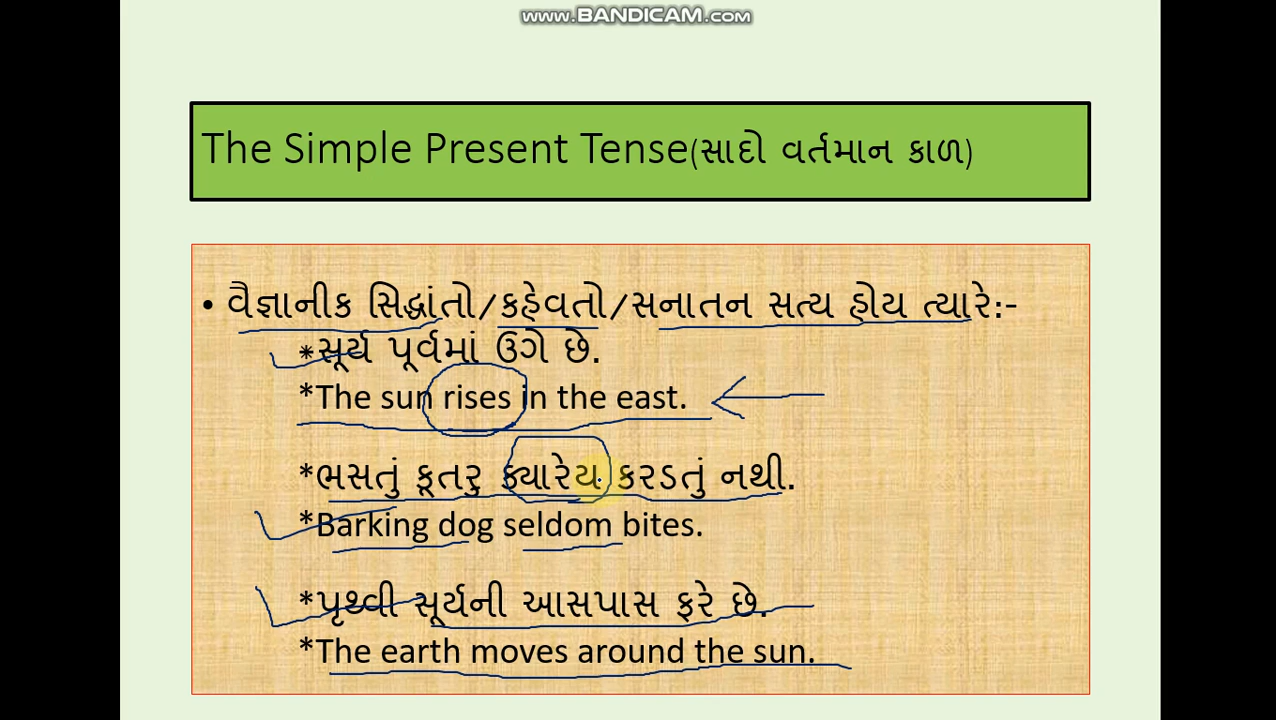 www.BANDICAM.com
The Simple Present Tense(સાદો વર્તમાન કાળ)
• વૈજ્ઞાનીક સિદ્ધાંતો/કહેવતો/સનાતન સત્ય હોય ત્યારે:-
*સૂર્ય પૂર્વમાં ઉગે છે.
*The sun rises in the east.
*ભસતું કૂતરુ ક્યારેય કરડતું નથી.
*Barking dog seldom bites.
*પૃથ્વી સૂર્યની આસપાસ ફરે છે.
*The earth moves around the sun.